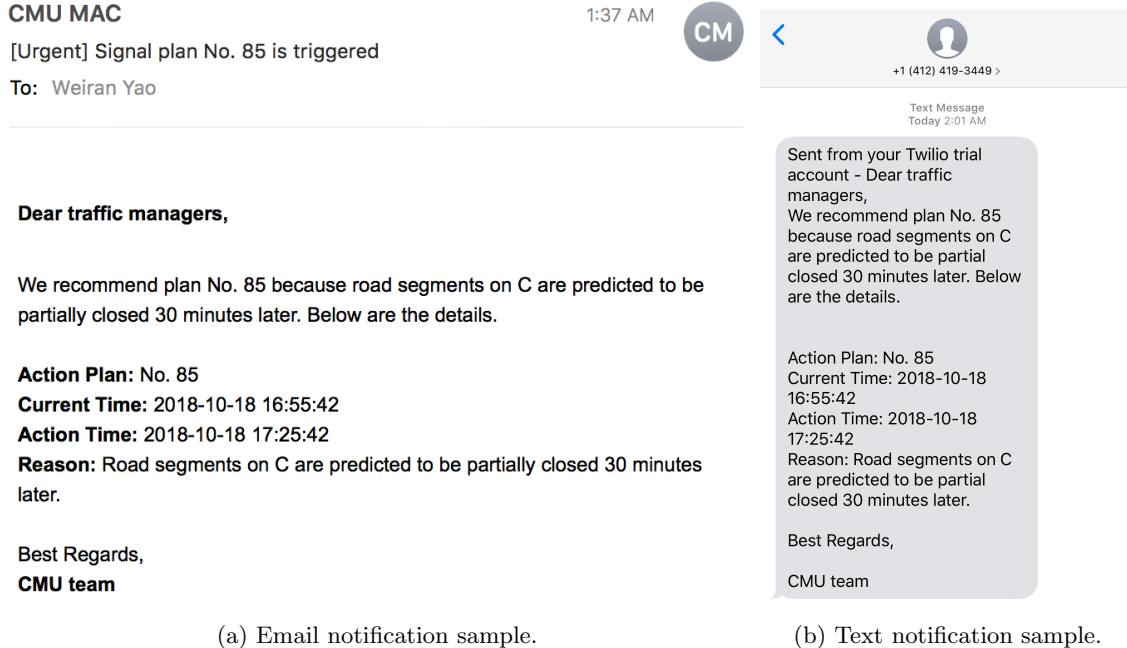 CMU MAC
1:37 AM
CM
[Urgent] Signal plan No. 85 is triggered
To: Weiran Yao
Dear traffic managers,
We recommend plan No. 85 because road segments on C are predicted to be
partially closed 30 minutes later. Below are the details.
Action Plan: No. 85
Current Time: 2018-10-18 16:55:42
Action Time: 2018-10-18 17:25:42
Reason: Road segments on C are predicted to be partially closed 30 minutes
later.
Best Regards,
CMU team
(a) Email notification sample.
+1 (412) 419-3449 >
Text Message
Today 2:01 AM
Sent from your Twilio trial
account - Dear traffic
managers,
We recommend plan No. 85
because road segments on C
are predicted to be partial
closed 30 minutes later. Below
are the details.
Action Plan: No. 85
Current Time: 2018-10-18
16:55:42
Action Time: 2018-10-18
17:25:42
Reason: Road segments on C
are predicted to be partial
closed 30 minutes later.
Best Regards,
CMU team
(b) Text notification sample.